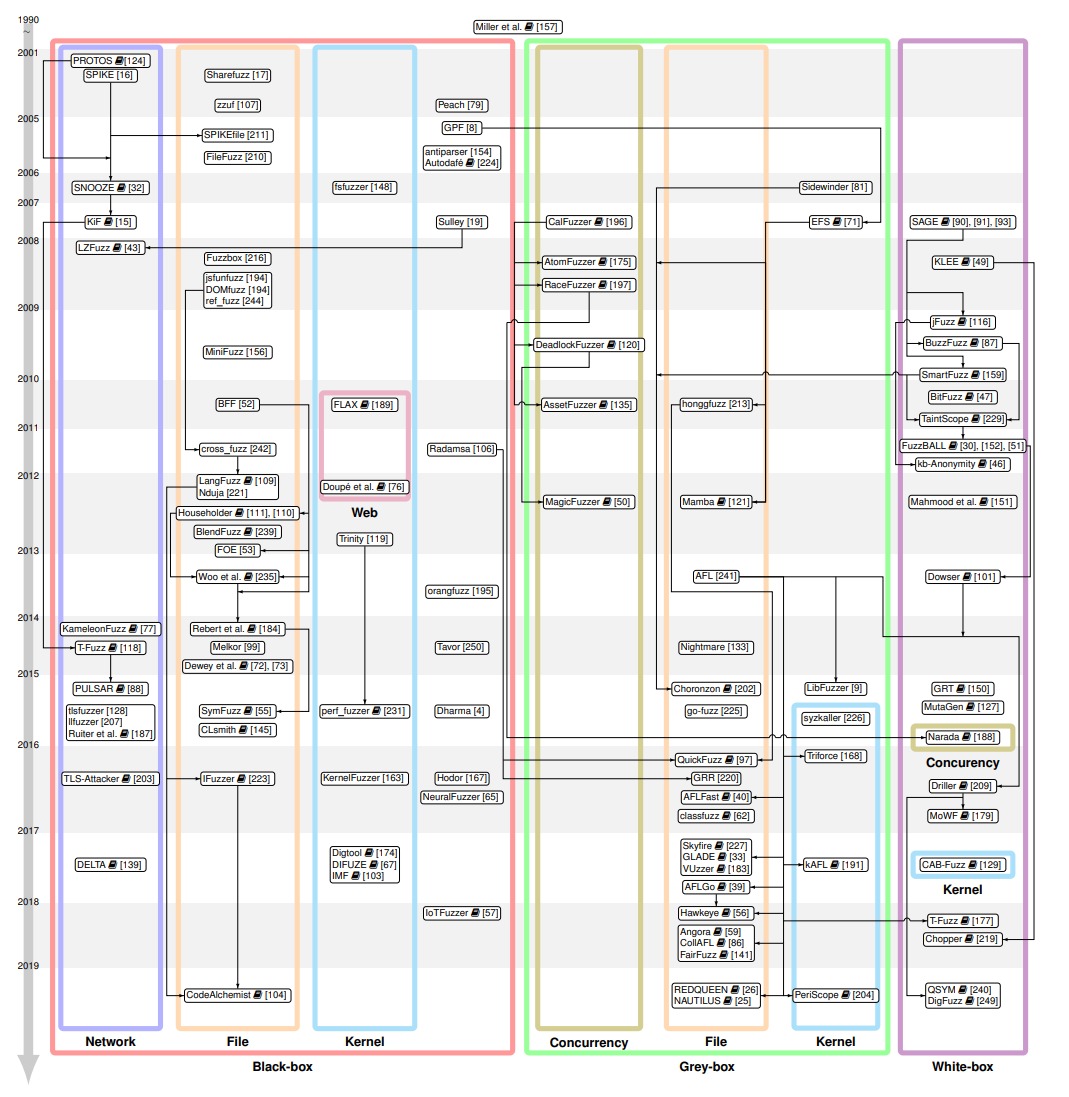 1990
~
Miller et al. [157]
2001
PROTOS [124]
SPIKE [16]
Sharefuzz [17]
zzuf [107]
Peach [79]
2005
GPF [8]
SPIKEfile [211]
FileFuzz [210]
antiparser [154]
Autodafé [224]
2006
SNOOZE [32]
fsfuzzer [148]
Sidewinder [81]
2007
KiF [15]
Sulley [19]
CalFuzzer [196]
EFS [71]
SAGE [90], [91], [93]
2008
LZFuzz [43]
Fuzzbox [216]
AtomFuzzer [175]
KLEE [49]
jsfunfuzz [194]
DOMfuzz [194]
ref_fuzz [244]
RaceFuzzer [197]
2009
jFuzz [116]
MiniFuzz [156]
DeadlockFuzzer [120]
BuzzFuzz [87]
2010
SmartFuzz [159]
BitFuzz [47]
BFF [52]
FLAX [189]
AssetFuzzer [135]
honggfuzz [213]
TaintScope [229]
2011
cross_fuzz [242]
Radamsa [106]
FuzzBALL [30], [152], [51]
kb-Anonymity [46]
2012
LangFuzz [109]
Nduja [221]
Doupé et al. [76]
MagicFuzzer [50]
Mamba [121]
Mahmood et al. [151]
Householder [111], [110]
Web
BlendFuzz [239]
Trinity [119]
2013
FOE [53]
Woo et al. [235]
AFL [241]
Dowser [101]
orangfuzz [195]
2014
KameleonFuzz [77]
Rebert et al. [184]
T-Fuzz [118]
Melkor [99]
Tavor [250]
Nightmare [133]
Dewey et al. [72], [73]
2015
PULSAR [88]
Choronzon [202]
LibFuzzer [9]
GRT [150]
MutaGen [127]
tlsfuzzer [128]
llfuzzer [207]
Ruiter et al. [187]
SymFuzz [55]
perf_fuzzer [231]
Dharma [4]
go-fuzz [225]
syzkaller [226]
CLsmith [145]
Narada [188]
2016
QuickFuzz [97]
Triforce [168]
Concurency
TLS-Attacker [203]
IFuzzer [223]
KernelFuzzer [163]
Hodor [167]
GRR [220]
Driller [209]
NeuralFuzzer [65]
AFLFast [40]
classfuzz [62]
MoWF [179]
2017
Digtool [174]
DIFUZE [67]
IMF [103]
Skyfire [227]
GLADE [33]
VUzzer [183]
DELTA [139]
kAFL [191]
CAB-Fuzz [129]
AFLGo [39]
Kernel
2018
IoTFuzzer [57]
Hawkeye [56]
T-Fuzz [177]
Angora [59]
CollAFL [86]
FairFuzz [141]
Chopper [219]
2019
CodeAlchemist [104]
REDQUEEN [26]
NAUTILUS [25]
PeriScope [204]
QSYM [240]
DigFuzz [249]
Network
File
Kernel
Concurrency
File
Kernel
Black-box
Grey-box
White-box